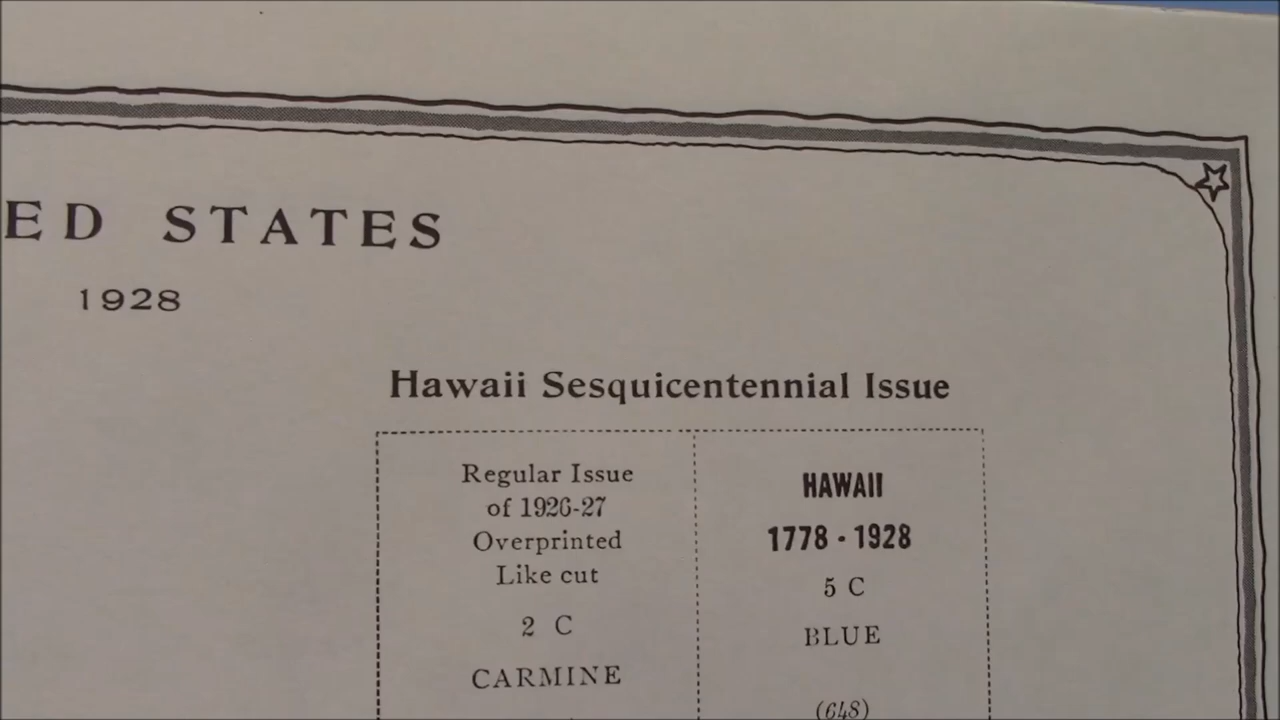 ED STATES
1928
Hawaii Sesquicentennial Issue
Regular Issue
of 1926-27
Overprinted
Like cut
2 C
CARMINE
HAWAII
1778 - 1928
5 C
BLUE
(648)